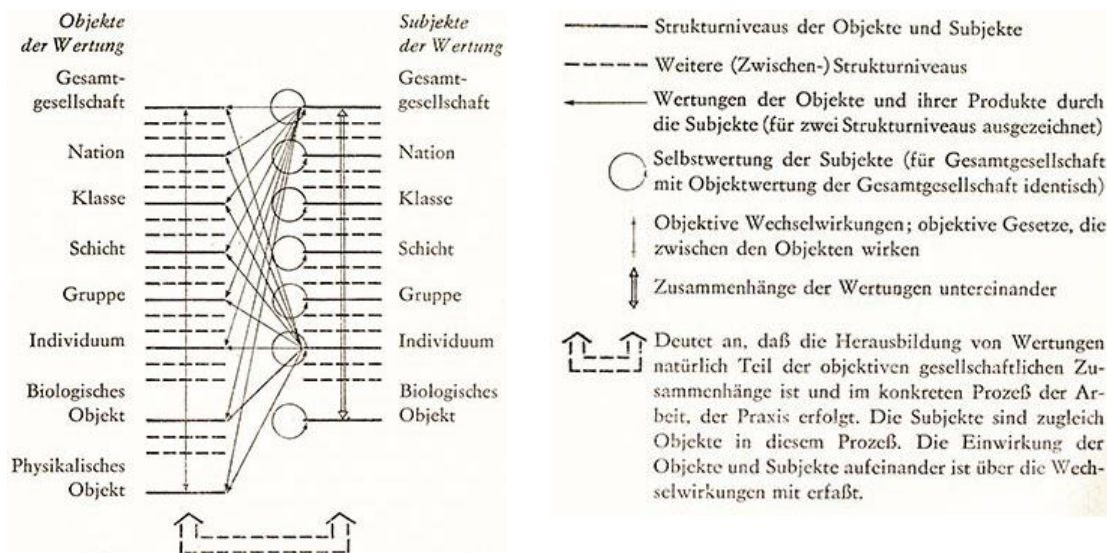 Objekte
der Wertung
Gesamt-
gesellschaft
Nation
Klasse
Schicht
Gruppe
Individuum
Biologisches
Objekt
Physikalisches
Objekt
Subjekte
der Wertung
Gesamt-
gesellschaft
Nation
Klasse
Schicht
Gruppe
Individuum
Biologisches
Objekt
Strukturniveaus der Objekte und Subjekte
Weitere (Zwischen-) Strukturniveaus
Wertungen der Objekte und ihrer Produkte durch
die Subjekte (für zwei Strukturniveaus ausgezeichnet)
Selbstwertung der Subjekte (für Gesamtgesellschaft
mit Objektwertung der Gesamtgesellschaft identisch)
Objektive Wechselwirkungen; objektive Gesetze, die
zwischen den Objekten wirken
Zusammenhänge der Wertungen untereinander
Deutet an, daß die Herausbildung von Wertungen
natürlich Teil der objektiven gesellschaftlichen Zu-
sammenhänge ist und im konkreten Prozeß der Ar-
beit, der Praxis erfolgt. Die Subjekte sind zugleich
Objekte in diesem Prozeß. Die Einwirkung der
Objekte und Subjekte aufeinander ist über die Wech-
selwirkungen mit erfaßt.